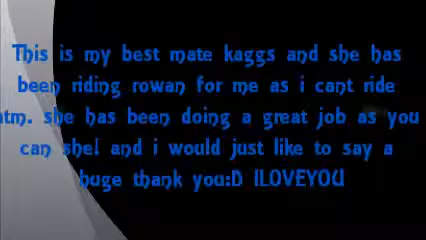 This is my best mate kaggs and she has
been riding rowan for me as i cant ride
atm. she has been doing a great job as you
can she! and i would just like to say a
huge thank you:D ILOVEYOU